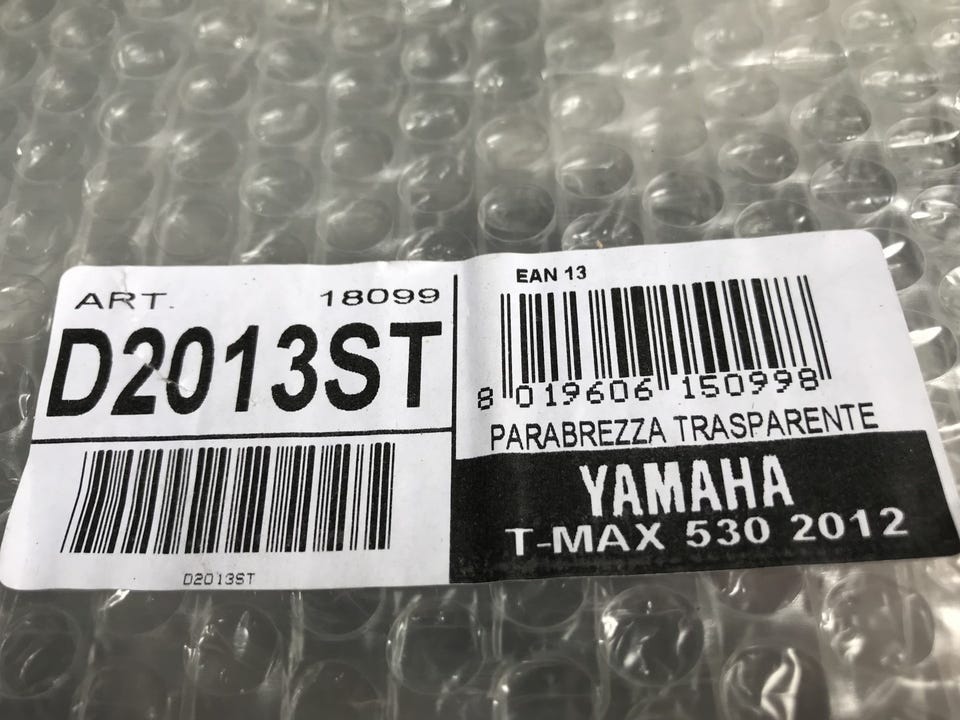 ART. 18099
D2013ST
D2013ST
EAN 13
8 019606 150998
PARABREZZA TRASPARENTE
YAMAHA
T-MAX 530 2012